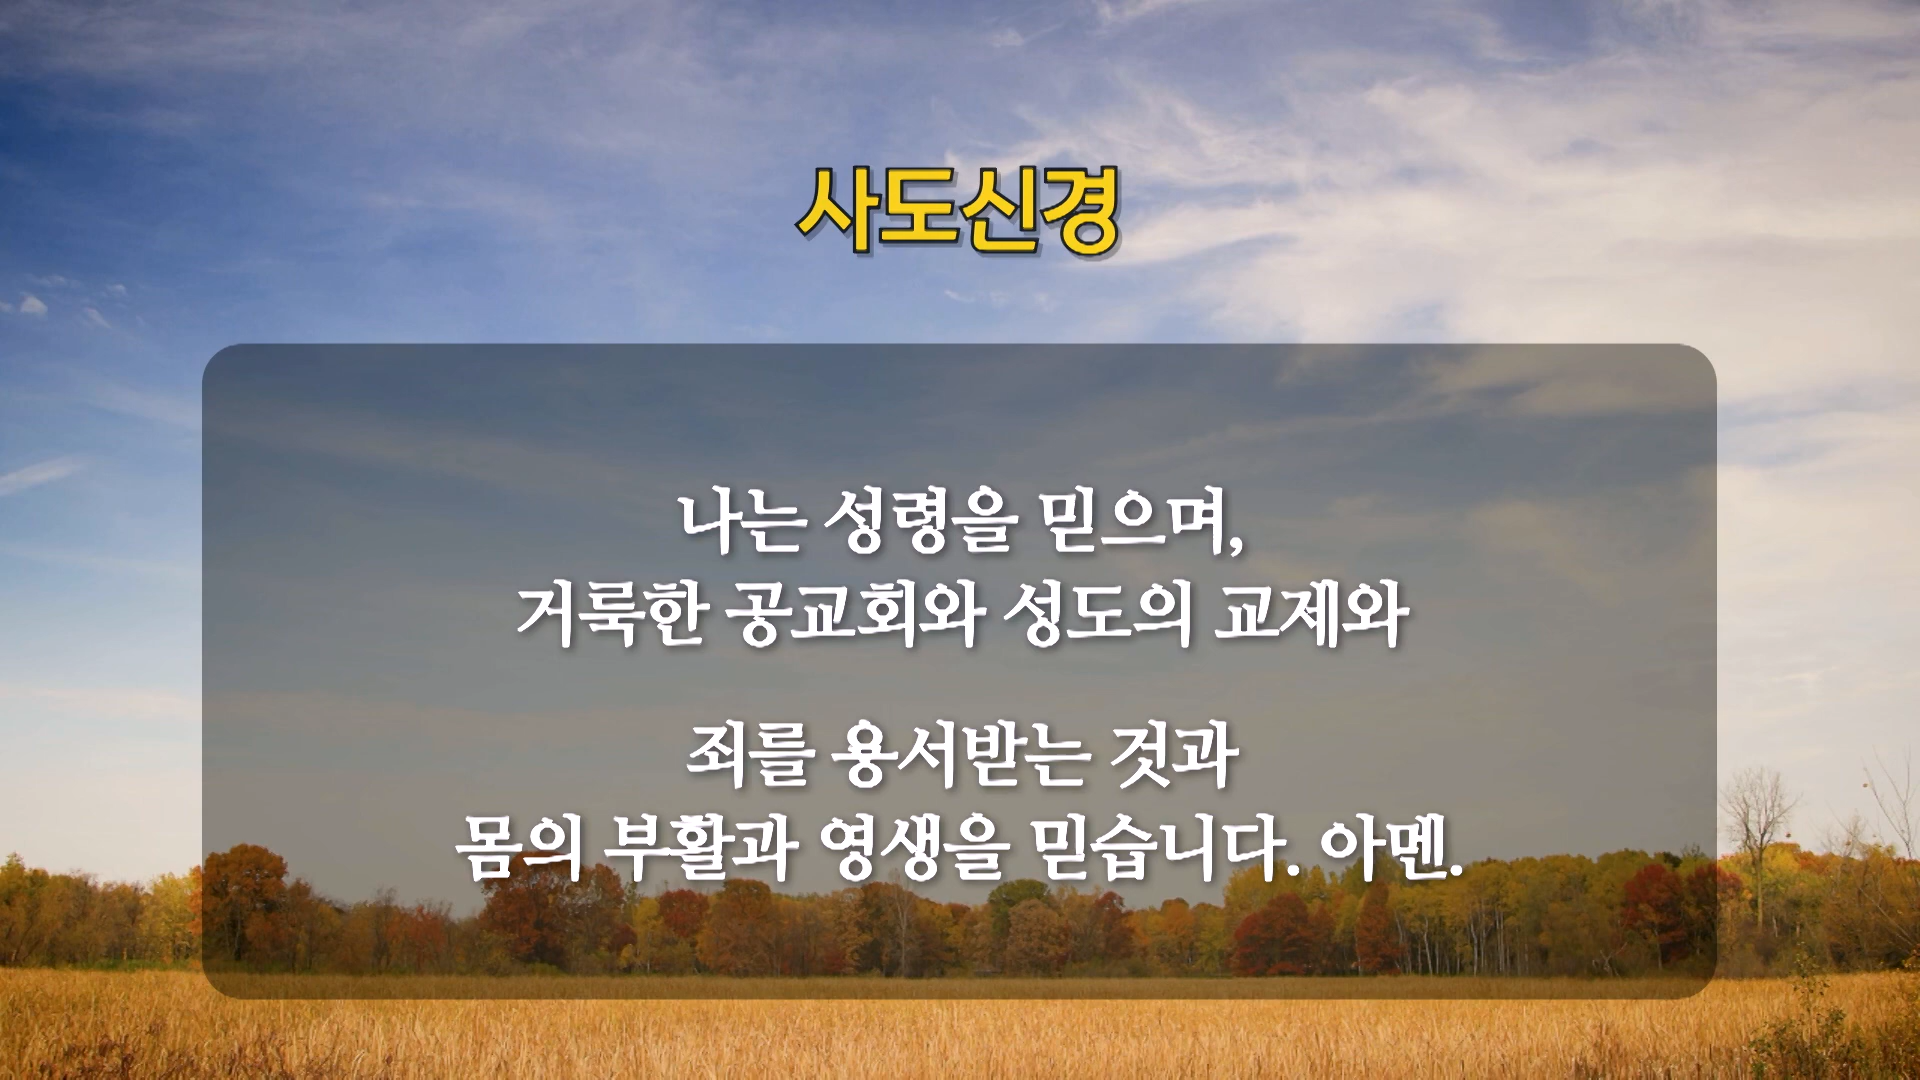 사도신경
나는 성령을 믿으며,
거룩한 공교회와 성도의 교제와
죄를 용서받는 것과
몸의 부활과 영생을 믿습니다. 아멘.